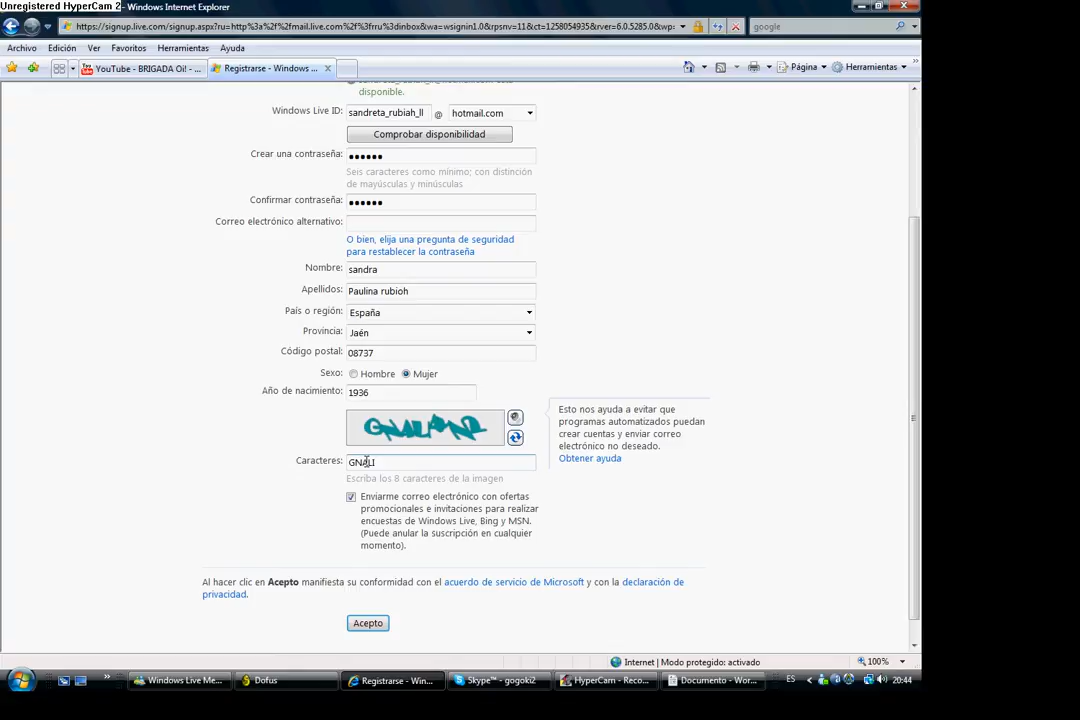 Unregistered HyperCam 2 - Windows Internet Explorer
https://signup.live.com/signup.aspx?ru=http%3a%2f%2fmail.live.com%2f%3frru%3dinbox&wa=wsignin1.0&rpsnv=11&ct=1258054935&rver=6.0.5285.0&wp:
google
Archivo Edición Ver Favoritos Herramientas Ayuda
YouTube - BRIGADA Oi! - ... Registrarse - Windows ... Página Herramientas
disponible.
Windows Live ID: sandreta_rubiah_ll @ hotmail.com
Comprobar disponibilidad
Crear una contraseña:
Seis caracteres como mínimo; con distinción
de mayúsculas y minúsculas
Confirmar contraseña:
Correo electrónico alternativo:
O bien, elija una pregunta de seguridad
para restablecer la contraseña
Nombre: sandra
Apellidos: Paulina rubioh
País o región: España
Provincia: Jaén
Código postal: 08737
Sexo: Hombre Mujer
Año de nacimiento: 1936
Esto nos ayuda a evitar que
programas automatizados puedan
crear cuentas y enviar correo
electrónico no deseado.
Obtener ayuda
Caracteres: GNALI
Escriba los 8 caracteres de la imagen
Enviarme correo electrónico con ofertas
promocionales e invitaciones para realizar
encuestas de Windows Live, Bing y MSN.
(Puede anular la suscripción en cualquier
momento).
Al hacer clic en Acepto manifiesta su conformidad con el acuerdo de servicio de Microsoft y con la declaración de
privacidad.
Acepto
Internet | Modo protegido: activado 100%
Windows Live Me... Dofus Registrarse - Win... Skype™ - gogoki2 HyperCam - Reco... Documento - Wor... ES 20:44